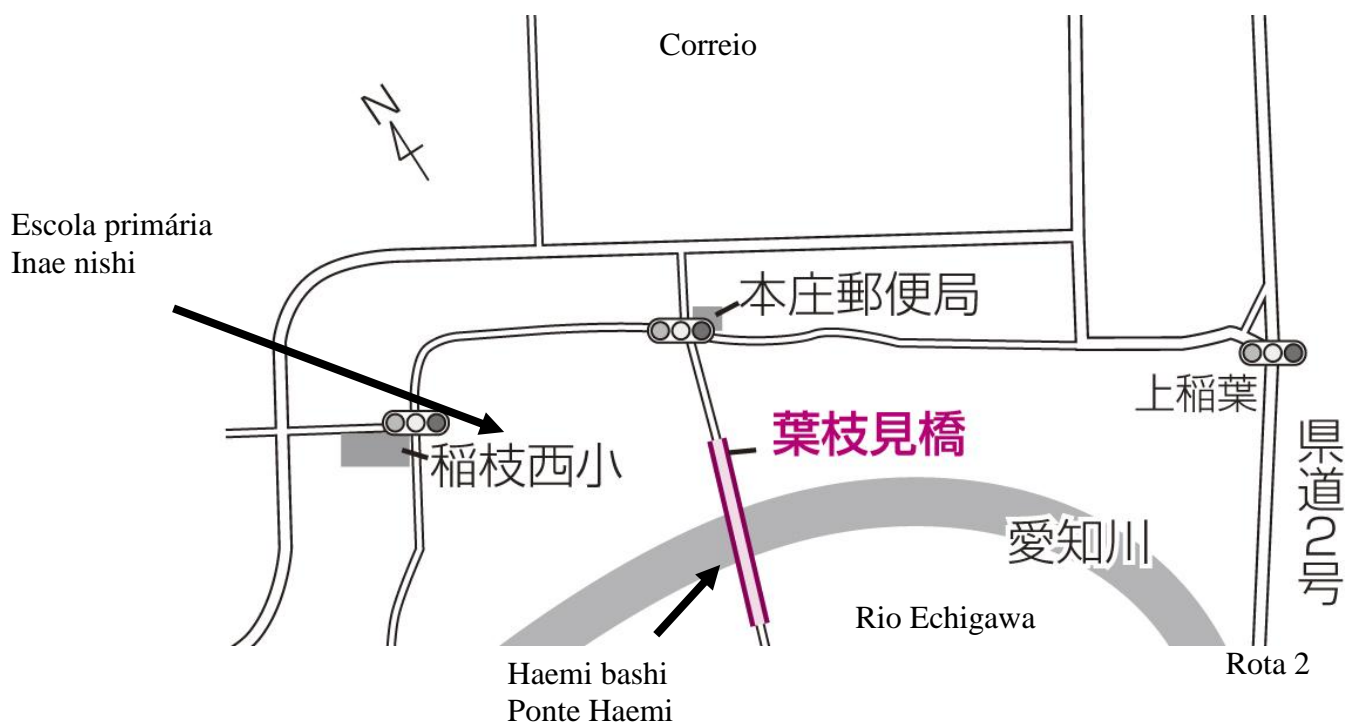 Correio
N
Escola primária
Inae nishi
本庄郵便局
上稲葉
葉枝見橋
稲枝西小
県道2号
愛知川
Rio Echigawa
Rota 2
Haemi bashi
Ponte Haemi